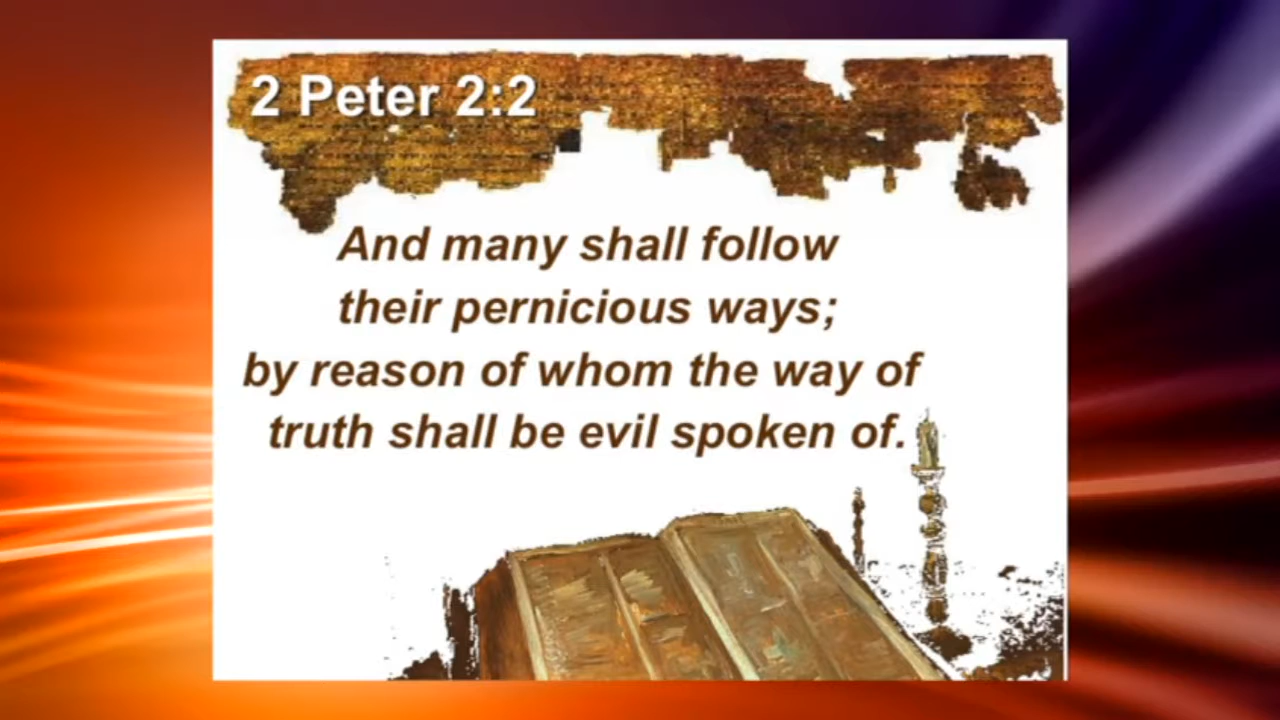 2 Peter 2:2
And many shall follow
their pernicious ways;
by reason of whom the way of
truth shall be evil spoken of.